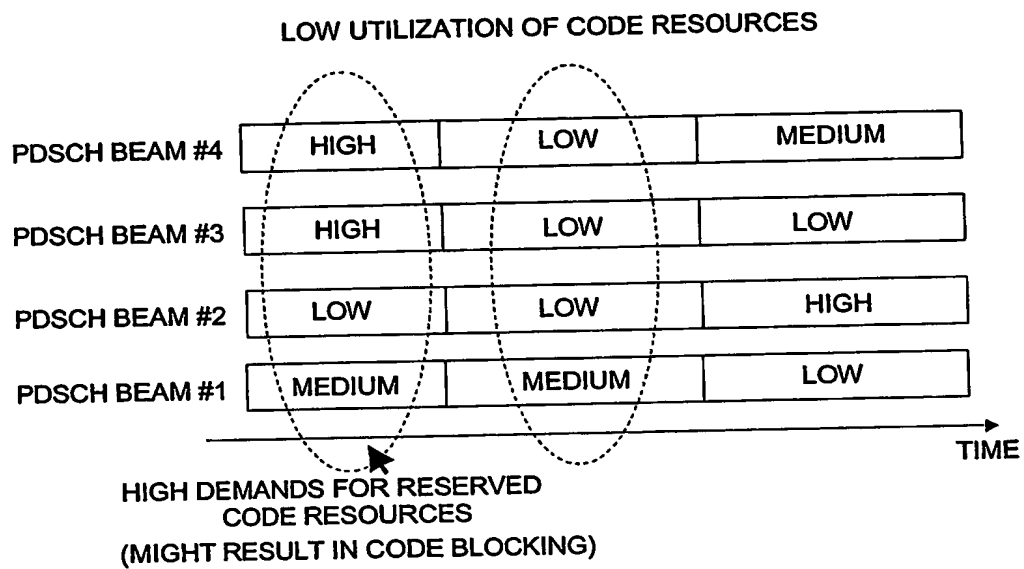 LOW UTILIZATION OF CODE RESOURCES
PDSCH BEAM #4 HIGH LOW MEDIUM
PDSCH BEAM #3 HIGH LOW LOW
PDSCH BEAM #2 LOW LOW HIGH
PDSCH BEAM #1 MEDIUM MEDIUM LOW
TIME
HIGH DEMANDS FOR RESERVED
CODE RESOURCES
(MIGHT RESULT IN CODE BLOCKING)